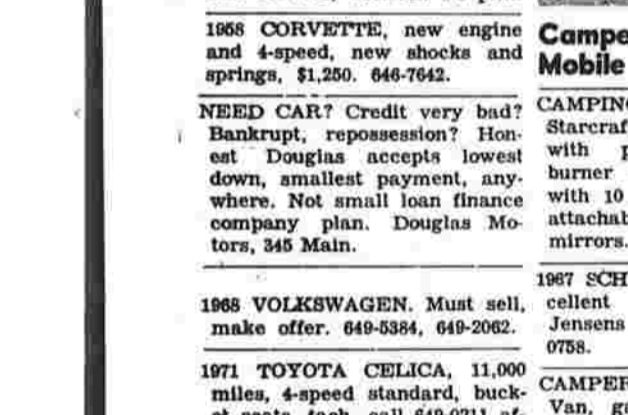 1958 CORVETTE, new engine
and 4-speed, new shocks and
springs, $1,250. 646-7642.
NEED CAR? Credit very bad?
Bankrupt, repossession? Hon-
est Douglas accepts lowest
down, smallest payment, any-
where. Not small loan finance
company plan. Douglas Mo-
tors, 345 Main.
1968 VOLKSWAGEN. Must sell,
make offer. 649-5384, 649-2062.
1971 TOYOTA CELICA, 11,000
miles, 4-speed standard, buck-
Campe
Mobile
CAMPING
Starcraf
with
burner
with 10
attachab
mirrors.
1967 SCH
cellent
Jensens
0758.
CAMPER
Van,